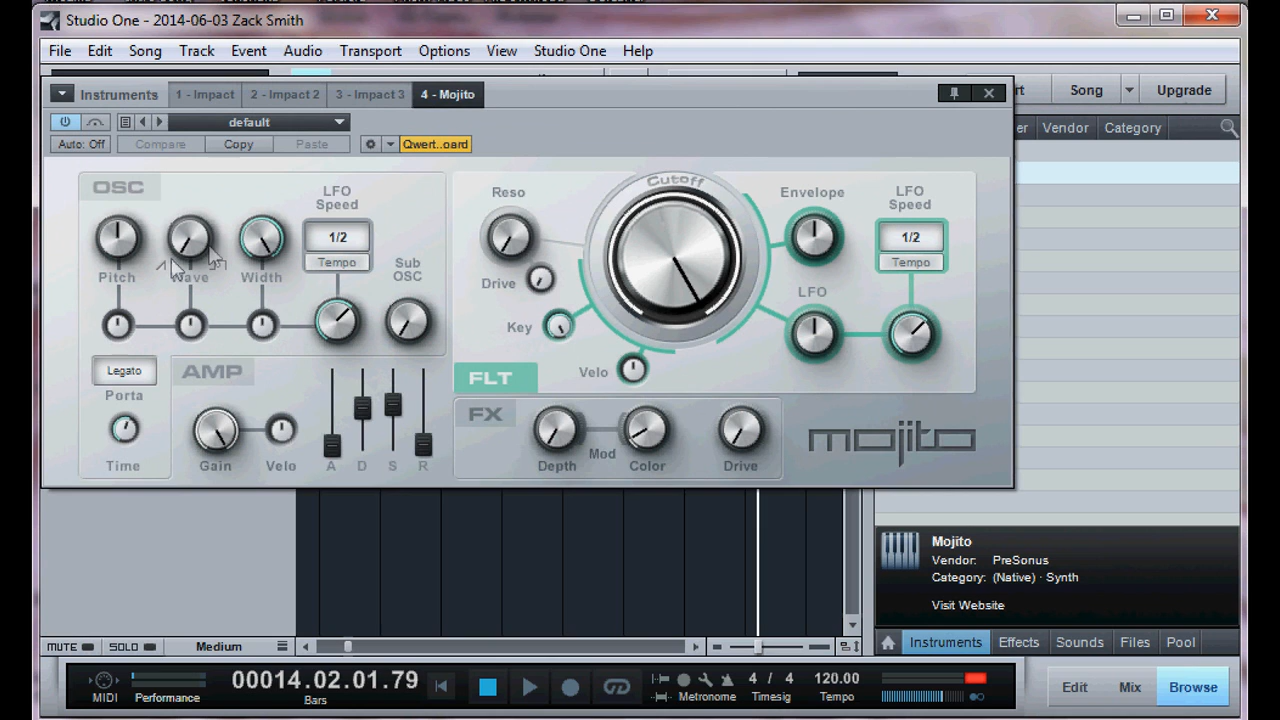 Studio One - 2014-06-03 Zack Smith
File Edit Song Track Event Audio Transport Options View Studio One Help
Instruments 1 - Impact 2 - Impact 2 3 - Impact 3 4 - Mojito
Song Upgrade
default
Vendor Category
Auto: Off Compare Copy Paste Qwert..oard
OSC
LFO
Speed
1/2
Tempo
Pitch Wave Width
Sub
OSC
Reso
Cutoff
Envelope
LFO
Speed
1/2
Tempo
Drive
LFO
Key
Velo
FLT
Legato
Porta
Time
AMP
Gain Velo A D S R
FX
Depth Mod Color Drive
mojito
Mojito
Vendor: PreSonus
Category: (Native) · Synth
Visit Website
MUTE SOLO Medium
Instruments Effects Sounds Files Pool
MIDI Performance
00014.02.01.79
Bars
Metronome
4 / 4
Timesig
120.00
Tempo
Edit Mix Browse